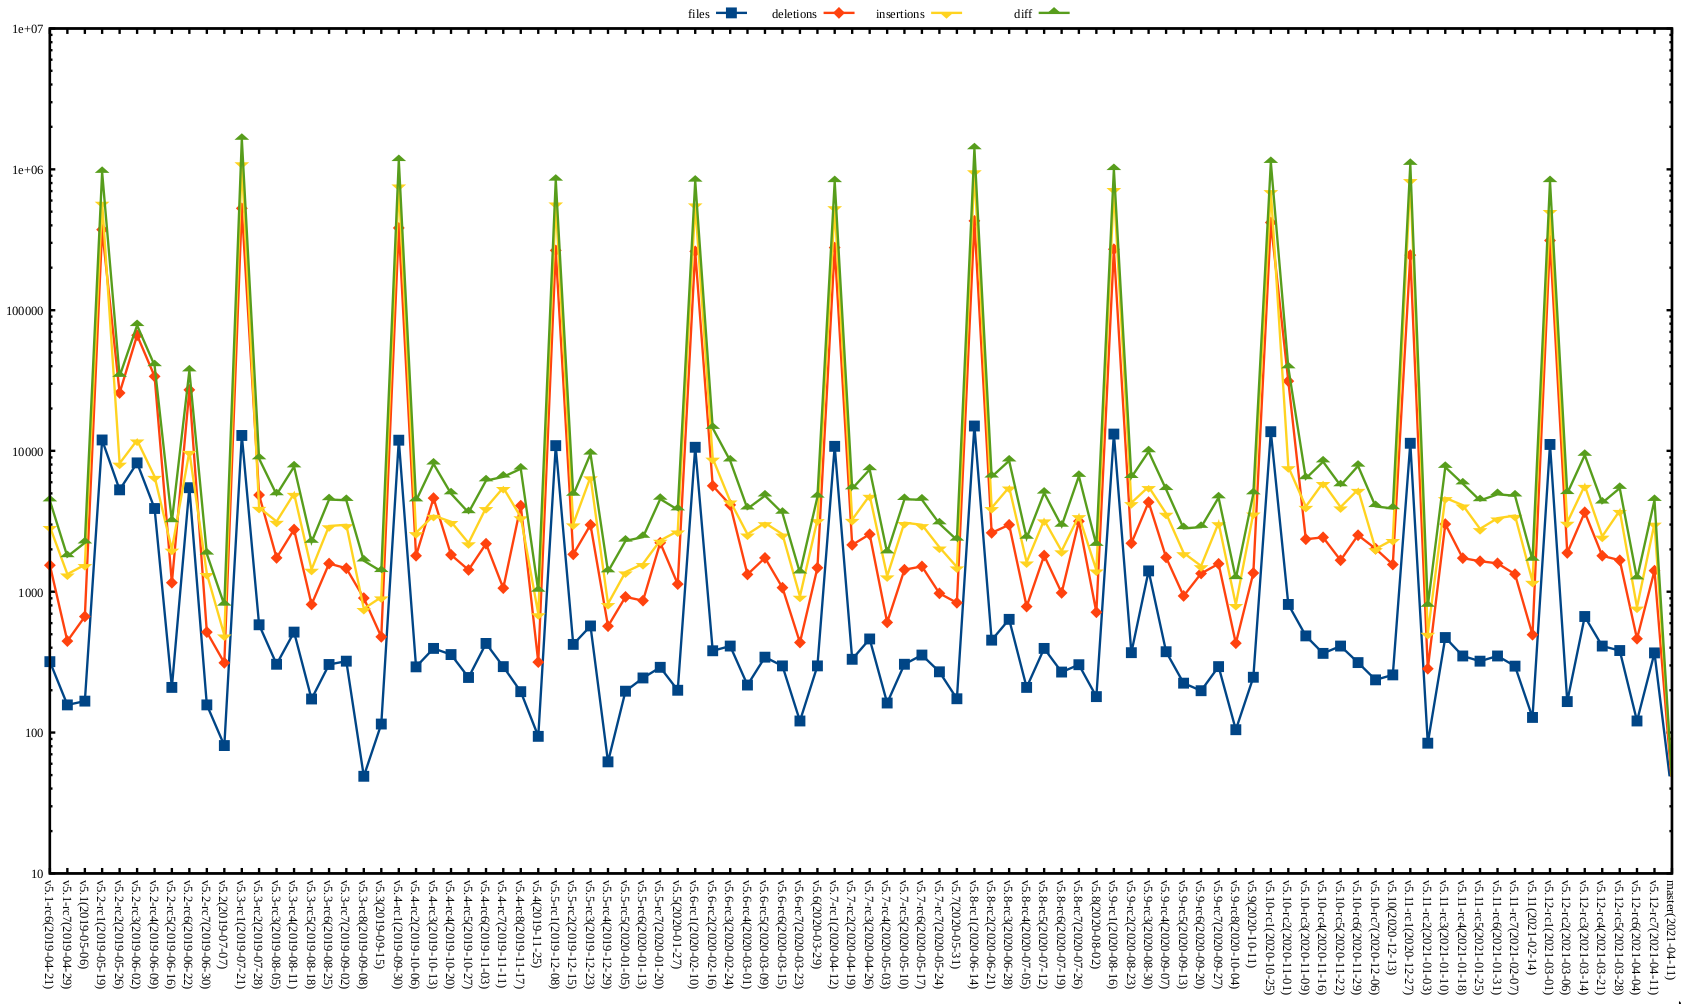 files deletions insertions diff
1e+07
1e+06
100000
10000
1000
100
10
v5.1-rc6(2019-04-21)
v5.1-rc7(2019-04-29)
v5.1(2019-05-06)
v5.2-rc1(2019-05-19)
v5.2-rc2(2019-05-26)
v5.2-rc3(2019-06-02)
v5.2-rc4(2019-06-09)
v5.2-rc5(2019-06-16)
v5.2-rc6(2019-06-22)
v5.2-rc7(2019-06-30)
v5.2(2019-07-07)
v5.3-rc1(2019-07-21)
v5.3-rc2(2019-07-28)
v5.3-rc3(2019-08-05)
v5.3-rc4(2019-08-11)
v5.3-rc5(2019-08-18)
v5.3-rc6(2019-08-25)
v5.3-rc7(2019-09-02)
v5.3-rc8(2019-09-08)
v5.3(2019-09-15)
v5.4-rc1(2019-09-30)
v5.4-rc2(2019-10-06)
v5.4-rc3(2019-10-13)
v5.4-rc4(2019-10-20)
v5.4-rc5(2019-10-27)
v5.4-rc6(2019-11-03)
v5.4-rc7(2019-11-11)
v5.4-rc8(2019-11-17)
v5.4(2019-11-25)
v5.5-rc1(2019-12-08)
v5.5-rc2(2019-12-15)
v5.5-rc3(2019-12-23)
v5.5-rc4(2019-12-29)
v5.5-rc5(2020-01-05)
v5.5-rc6(2020-01-13)
v5.5-rc7(2020-01-20)
v5.5(2020-01-27)
v5.6-rc1(2020-02-10)
v5.6-rc2(2020-02-16)
v5.6-rc3(2020-02-24)
v5.6-rc4(2020-03-01)
v5.6-rc5(2020-03-09)
v5.6-rc6(2020-03-15)
v5.6-rc7(2020-03-23)
v5.6(2020-03-29)
v5.7-rc1(2020-04-12)
v5.7-rc2(2020-04-19)
v5.7-rc3(2020-04-26)
v5.7-rc4(2020-05-03)
v5.7-rc5(2020-05-10)
v5.7-rc6(2020-05-17)
v5.7-rc7(2020-05-24)
v5.7(2020-05-31)
v5.8-rc1(2020-06-14)
v5.8-rc2(2020-06-21)
v5.8-rc3(2020-06-28)
v5.8-rc4(2020-07-05)
v5.8-rc5(2020-07-12)
v5.8-rc6(2020-07-19)
v5.8-rc7(2020-07-26)
v5.8(2020-08-02)
v5.9-rc1(2020-08-16)
v5.9-rc2(2020-08-23)
v5.9-rc3(2020-08-30)
v5.9-rc4(2020-09-07)
v5.9-rc5(2020-09-13)
v5.9-rc6(2020-09-20)
v5.9-rc7(2020-09-27)
v5.9-rc8(2020-10-04)
v5.9(2020-10-11)
v5.10-rc1(2020-10-25)
v5.10-rc2(2020-11-01)
v5.10-rc3(2020-11-09)
v5.10-rc4(2020-11-16)
v5.10-rc5(2020-11-22)
v5.10-rc6(2020-11-29)
v5.10-rc7(2020-12-06)
v5.10(2020-12-13)
v5.11-rc1(2020-12-27)
v5.11-rc2(2021-01-03)
v5.11-rc3(2021-01-10)
v5.11-rc4(2021-01-18)
v5.11-rc5(2021-01-25)
v5.11-rc6(2021-01-31)
v5.11-rc7(2021-02-07)
v5.11(2021-02-14)
v5.12-rc1(2021-03-01)
v5.12-rc2(2021-03-06)
v5.12-rc3(2021-03-14)
v5.12-rc4(2021-03-21)
v5.12-rc5(2021-03-28)
v5.12-rc6(2021-04-04)
v5.12-rc7(2021-04-11)
master(2021-04-11)